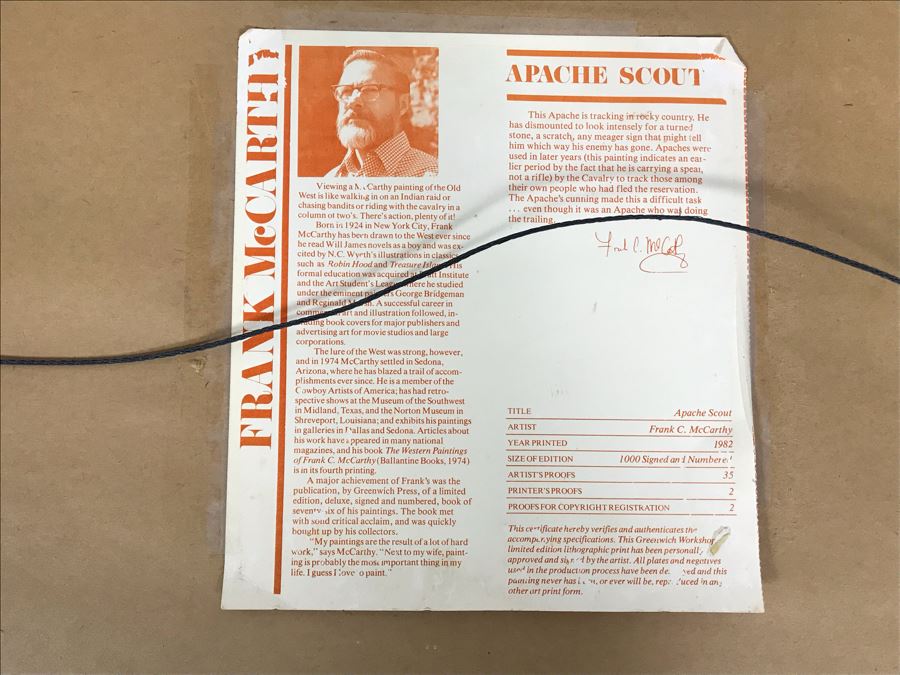 FRANK McCARTHY
Viewing a McCarthy painting of the Old
West is like walking in on an Indian raid or
chasing bandits or riding with the cavalry in a
column of two's. There's action, plenty of it!
Born in 1924 in New York City, Frank
McCarthy has been drawn to the West ever since
he read Will James novels as a boy and was ex-
cited by N.C. Wyeth's illustrations in classics
such as Robin Hood and Treasure Island. His
formal education was acquired at Pratt Institute
and the Art Student's League where he studied
under the eminent painters George Bridgeman
and Reginald Marsh. A successful career in
commercial art and illustration followed, in-
cluding book covers for major publishers and
advertising art for movie studios and large
corporations.
The lure of the West was strong, however,
and in 1974 McCarthy settled in Sedona,
Arizona, where he has blazed a trail of accom-
plishments ever since. He is a member of the
Cowboy Artists of America; has had retro-
spective shows at the Museum of the Southwest
in Midland, Texas, and the Norton Museum in
Shreveport, Louisiana; and exhibits his paintings
in galleries in Dallas and Sedona. Articles about
his work have appeared in many national
magazines, and his book The Western Paintings
of Frank C. McCarthy (Ballantine Books, 1974)
is in its fourth printing.
A major achievement of Frank's was the
publication, by Greenwich Press, of a limited
edition, deluxe, signed and numbered, book of
seventy six of his paintings. The book met
with solid critical acclaim, and was quickly
bought up by his collectors.
"My paintings are the result of a lot of hard
work," says McCarthy. "Next to my wife, paint-
ing is probably the most important thing in my
life. I guess I love to paint."
APACHE SCOUT
This Apache is tracking in rocky country. He
has dismounted to look intensely for a turned
stone, a scratch, any meager sign that might tell
him which way his enemy has gone. Apaches were
used in later years (this painting indicates an ear-
lier period by the fact that he is carrying a spear,
not a rifle) by the Cavalry to track those among
their own people who had fled the reservation.
The Apache's cunning made this a difficult task
... even though it was an Apache who was doing
the trailing.
Frank C. McCarthy
TITLE Apache Scout
ARTIST Frank C. McCarthy
YEAR PRINTED 1982
SIZE OF EDITION 1000 Signed and Numbered
ARTIST'S PROOFS 35
PRINTER'S PROOFS 2
PROOFS FOR COPYRIGHT REGISTRATION 2
This certificate hereby verifies and authenticates the
accompanying specifications. This Greenwich Workshop
limited edition lithographic print has been personally
approved and signed by the artist. All plates and negatives
used in the production process have been destroyed and this
painting never has been, or ever will be, reproduced in any
other art print form.